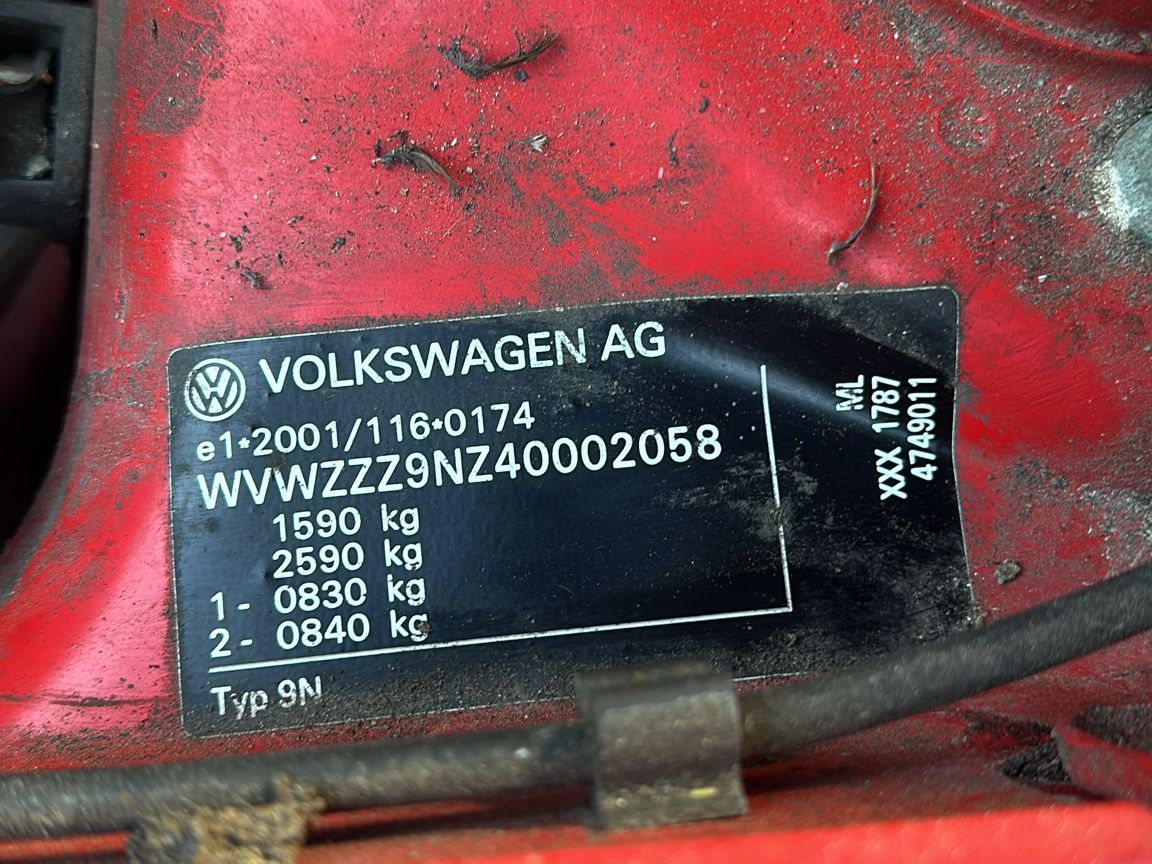 VOLKSWAGEN AG
e1*2001/116*0174
WVWZZZ9NZ40002058
1590 kg
2590 kg
1- 0830 kg
2- 0840 kg
Typ 9N
ML
XXX 1787
4749011